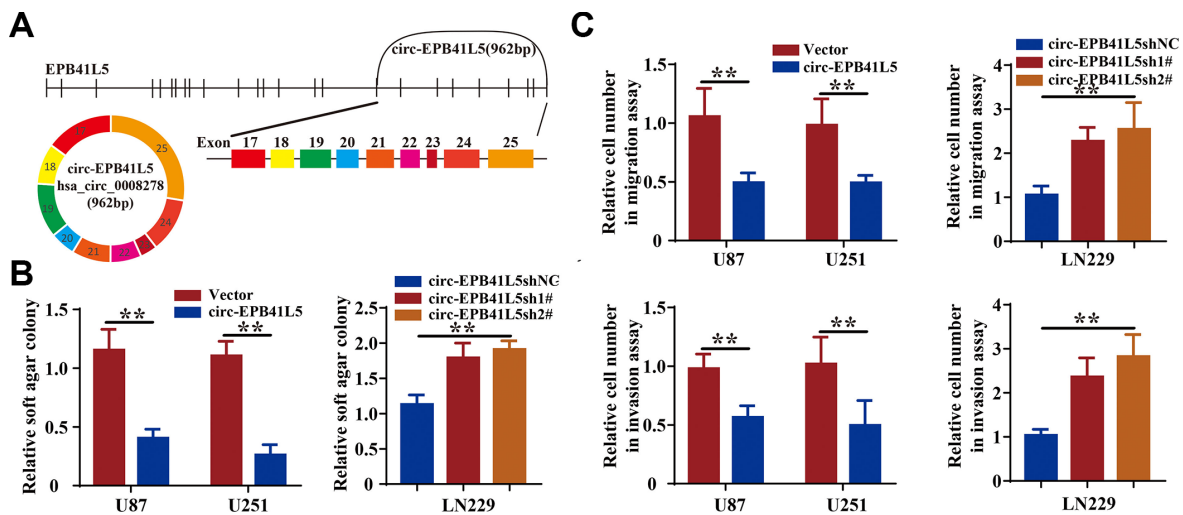 A
circ-EPB41L5(962bp)
EPB41L5
Exon 17 18 19 20 21 22 23 24 25
circ-EPB41L5
hsa_circ_0008278
(962bp)
25
24
22
21
20
19
18
B
Relative soft agar colony
Vector
circ-EPB41L5
1.5
1.0
0.5
0
**
**
U87
U251
Relative soft agar colony
circ-EPB41L5shNC
circ-EPB41L5sh1#
circ-EPB41L5sh2#
2.5
2.0
1.5
1.0
0
**
LN229
C
Relative cell number
in migration assay
Vector
circ-EPB41L5
1.5
1.0
0.5
0
**
**
U87
U251
Relative cell number
in migration assay
circ-EPB41L5shNC
circ-EPB41L5sh1#
circ-EPB41L5sh2#
4
3
2
1
0
**
LN229
Relative cell number
in invasion assay
1.5
1.0
0.5
0
**
**
U87
U251
Relative cell number
in invasion assay
4
3
2
1
0
**
LN229